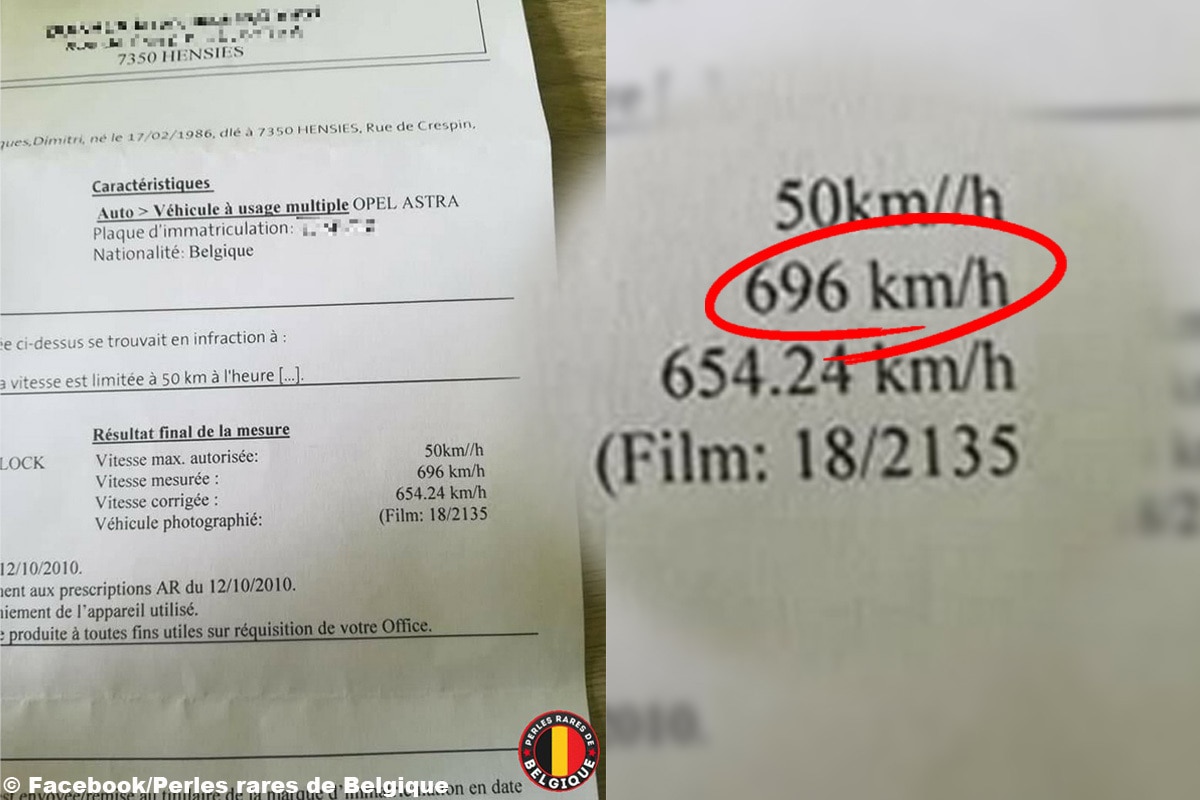 7350 HENSIES
ques,Dimitri, né le 17/02/1986, dlé à 7350 HENSIES, Rue de Crespin,
Caractéristiques
Auto > Véhicule à usage multiple OPEL ASTRA
Plaque d'immatriculation:
Nationalité: Belgique
ée ci-dessus se trouvait en infraction à :
a vitesse est limitée à 50 km à l'heure [...].
Résultat final de la mesure
LOCK
Vitesse max. autorisée: 50km//h
Vitesse mesurée : 696 km/h
Vitesse corrigée : 654.24 km/h
Véhicule photographié: (Film: 18/2135
12/10/2010.
ment aux prescriptions AR du 12/10/2010.
niement de l'appareil utilisé.
e produite à toutes fins utiles sur réquisition de votre Office.
en date
© Facebook/Perles rares de Belgique
PERLES RARES DE
BELGIQUE
50km//h
696 km/h
654.24 km/h
(Film: 18/2135
2010.